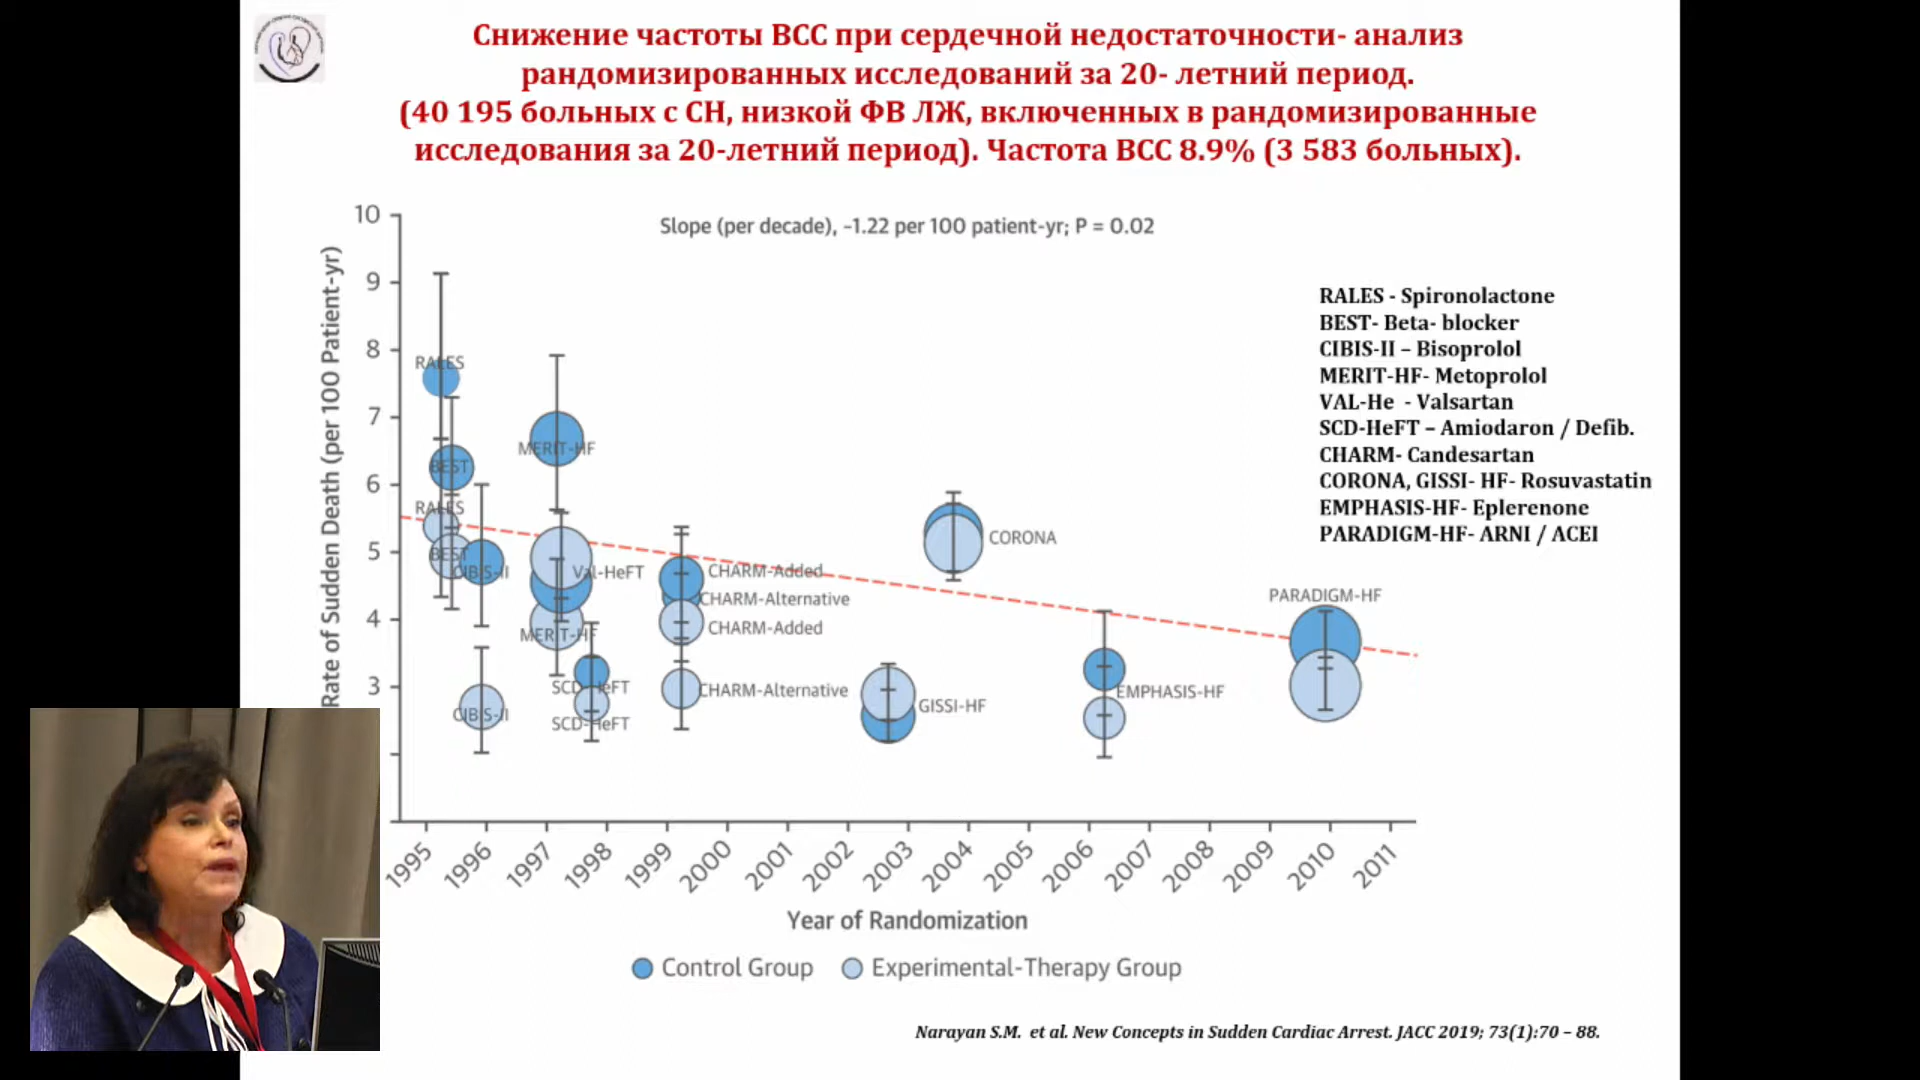 Снижение частоты ВСС при сердечной недостаточности- анализ
рандомизированных исследований за 20- летний период.
(40 195 больных с СН, низкой ФВ ЛЖ, включенных в рандомизированные
исследования за 20-летний период). Частота ВСС 8.9% (3 583 больных).
Slope (per decade), -1.22 per 100 patient-yr; P = 0.02
Rate of Sudden Death (per 100 Patient-yr)
10
9
8
7
6
5
4
3
RALES
BEST
RALES
BEST
CIBIS-II
CIBIS-II
MERIT-HF
Val-HeFT
MERIT-HF
SCD-HeFT
SCD-HeFT
CHARM-Added
CHARM-Alternative
CHARM-Added
CHARM-Alternative
CORONA
GISSI-HF
EMPHASIS-HF
PARADIGM-HF
RALES - Spironolactone
BEST- Beta- blocker
CIBIS-II – Bisoprolol
MERIT-HF- Metoprolol
VAL-He - Valsartan
SCD-HeFT – Amiodaron / Defib.
CHARM- Candesartan
CORONA, GISSI- HF- Rosuvastatin
EMPHASIS-HF- Eplerenone
PARADIGM-HF- ARNI / ACEI
1995 1996 1997 1998 1999 2000 2001 2002 2003 2004 2005 2006 2007 2008 2009 2010 2011
Year of Randomization
Control Group Experimental-Therapy Group
Narayan S.M. et al. New Concepts in Sudden Cardiac Arrest. JACC 2019; 73(1):70 – 88.